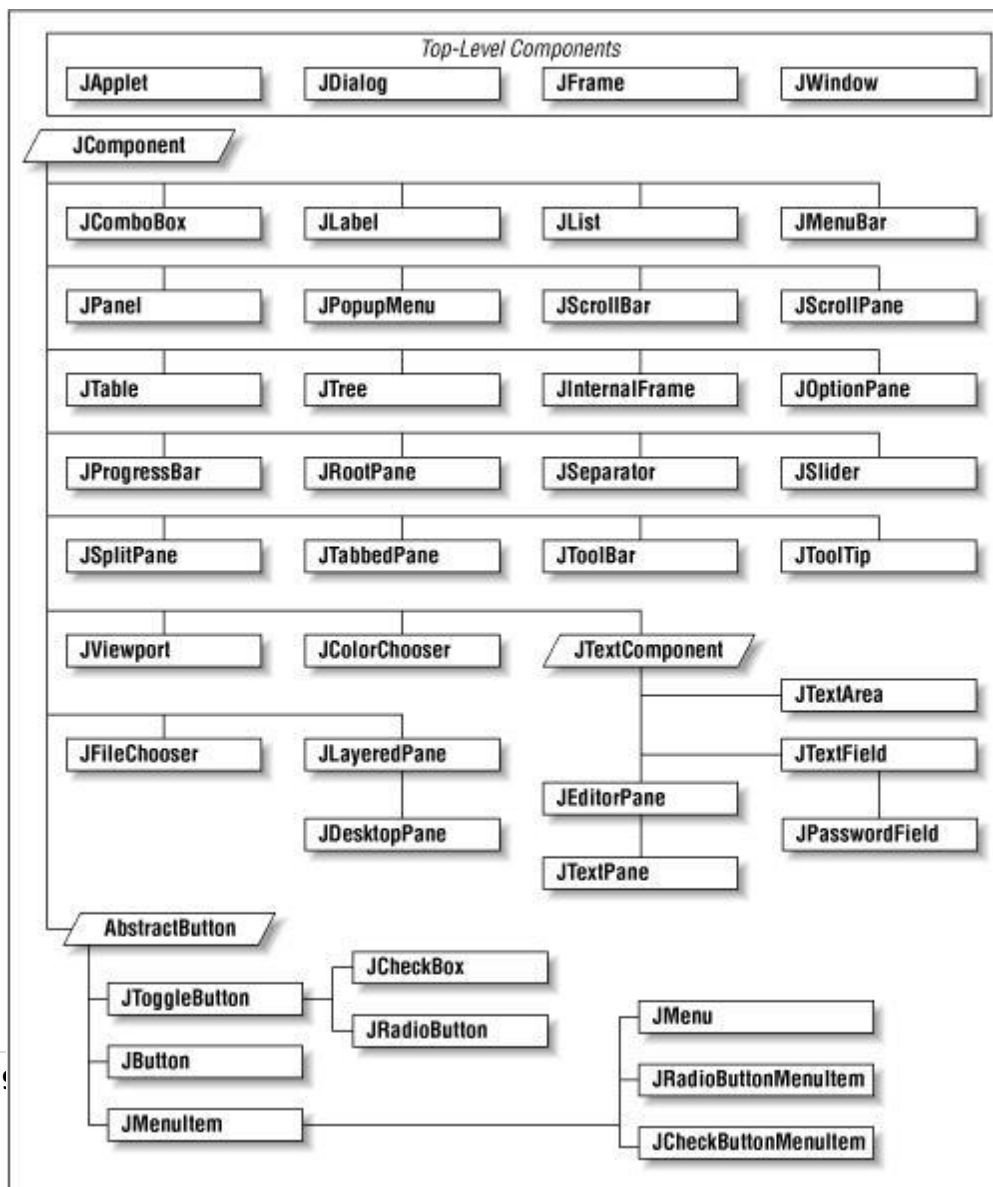 Top-Level Components
JApplet JDialog JFrame JWindow
JComponent
JComboBox JLabel JList JMenuBar
JPanel JPopupMenu JScrollBar JScrollPane
JTable JTree JInternalFrame JOptionPane
JProgressBar JRootPane JSeparator JSlider
JSplitPane JTabbedPane JToolBar JToolTip
JViewport JColorChooser JTextComponent
JTextArea
JFileChooser JLayeredPane JTextField
JEditorPane
JDesktopPane JPasswordField
JTextPane
AbstractButton
JCheckBox
JToggleButton
JRadioButton JMenu
JButton
JRadioButtonMenuItem
JMenuItem
JCheckButtonMenuItem